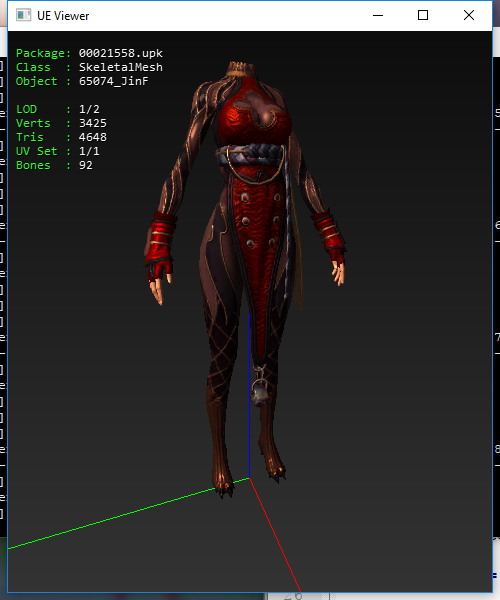 UE Viewer
Package: 00021558.upk
Class  : SkeletalMesh
Object : 65074_JinF
LOD    : 1/2
Verts  : 3425
Tris   : 4648
UV Set : 1/1
Bones  : 92